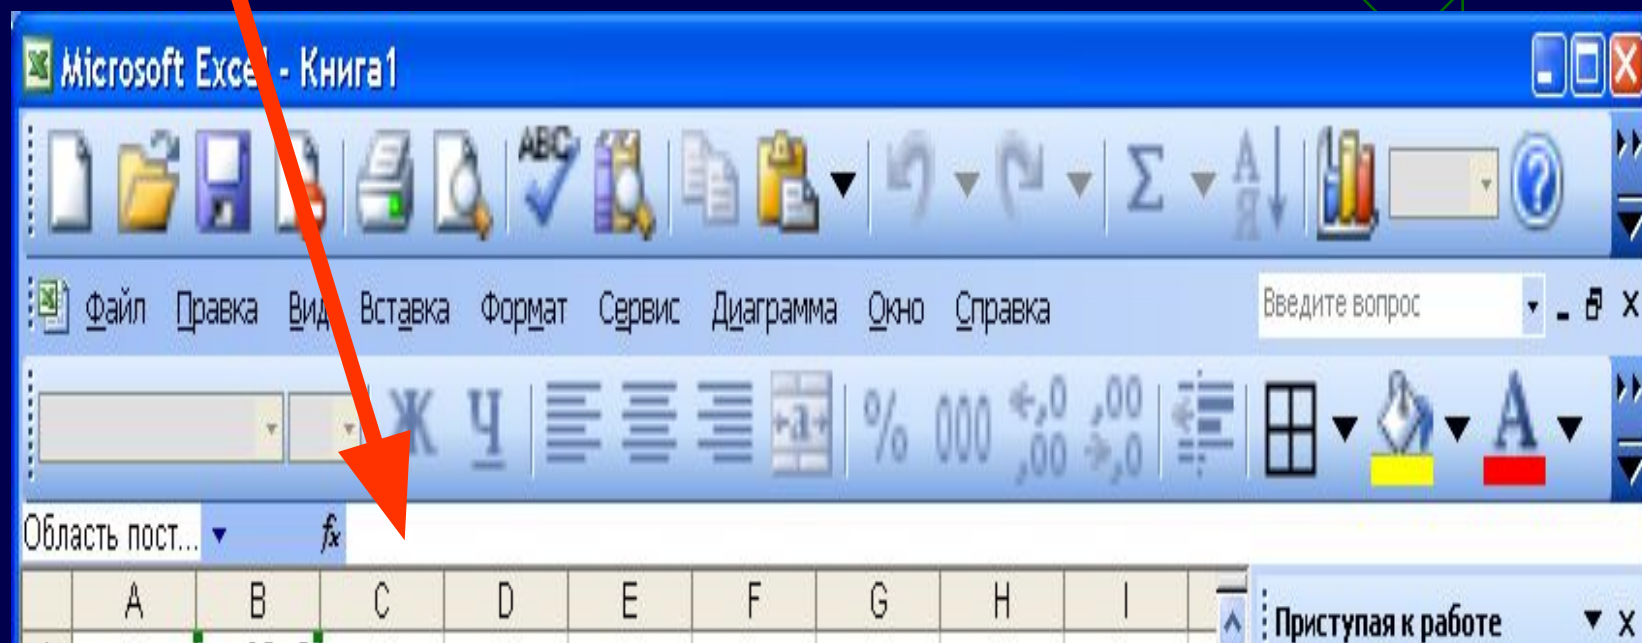 Microsoft Excel - Книга1
ABC Σ А Я
Файл Правка Вид Вставка Формат Сервис Диаграмма Окно Справка Введите вопрос
Ж Ч a % 000 ,0 ,00 ,00 ,0 A
Область пост... fx
A B C D E F G H I Приступая к работе